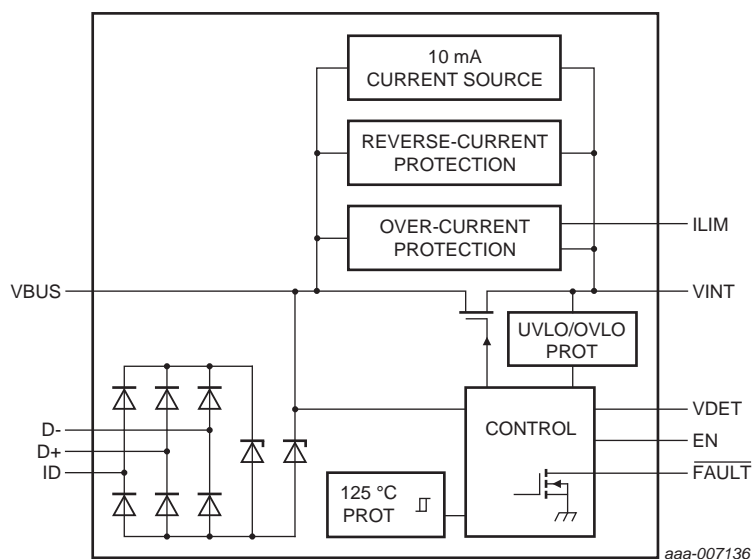 10 mA
CURRENT SOURCE
REVERSE-CURRENT
PROTECTION
OVER-CURRENT
PROTECTION
ILIM
VBUS
VINT
UVLO/OVLO
PROT
VDET
D-
CONTROL
EN
D+
ID
FAULT
125 °C
PROT
aaa-007136